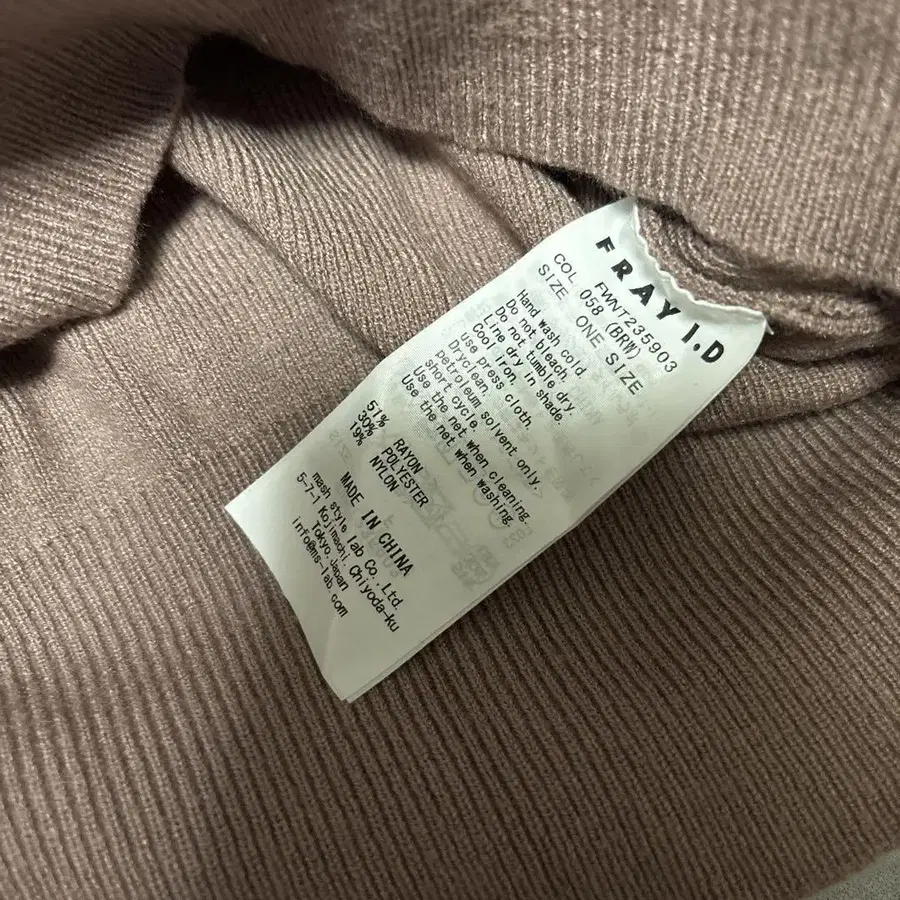 FRAY I.D
FWNT235903
COL 058 (BRW)
SIZE ONE SIZE
Hand wash cold.
Do not bleach.
Do not tumble dry.
Line dry in shade.
Cool iron.
use press cloth.
Dryclean.
petroleum solvent only.
short cycle.
Use the net when cleaning.
Use the net when washing.
51% RAYON
30% POLYESTER
19% NYLON
MADE IN CHINA
mash style lab Co.,Ltd.
5-7-1 Kojimachi, Chiyoda-ku
Tokyo. Japan
info@ms-lab.com